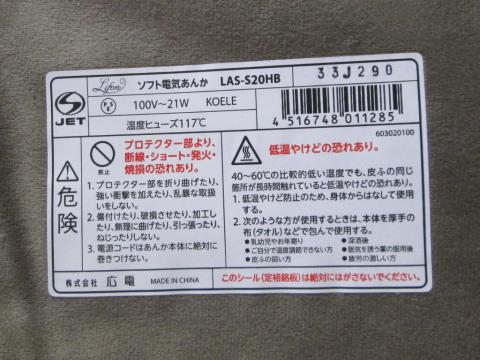 Lifon ソフト電気あんか LAS-S20HB
33J290
S JET
100V～21W KOELE
温度ヒューズ117℃
4516748011285
603020100
危険
禁止
プロテクター部より、
断線・ショート・発火・
焼損の恐れあり。
1. プロテクター部を折り曲げたり、
強い衝撃を加えたり、乱暴な取扱
いをしない。
2. 傷付けたり、破損させたり、加工し
たり、無理に曲げたり、引っ張ったり、
ねじったりしない。
3. 電源コードはあんか本体に絶対に
巻きつけない。
低温やけどの恐れあり。
40～60℃の比較的低い温度でも、皮ふの同じ
箇所が長時間触れていると低温やけどの恐れあり。
1. 低温やけど防止のため、身体からはなして使用
する。
2. 次のような方が使用するときは、本体を厚手の
布(タオル)などで包んで使用する。
●乳幼児やお年寄り ●深酒後
●ご自分で温度調節できない方 ●眠気を誘う薬の服用後
●皮ふの弱い方 ●疲労の激しい方
株式会社 広電 MADE IN CHINA
このシール(定格銘板)は絶対にはがさないでください。